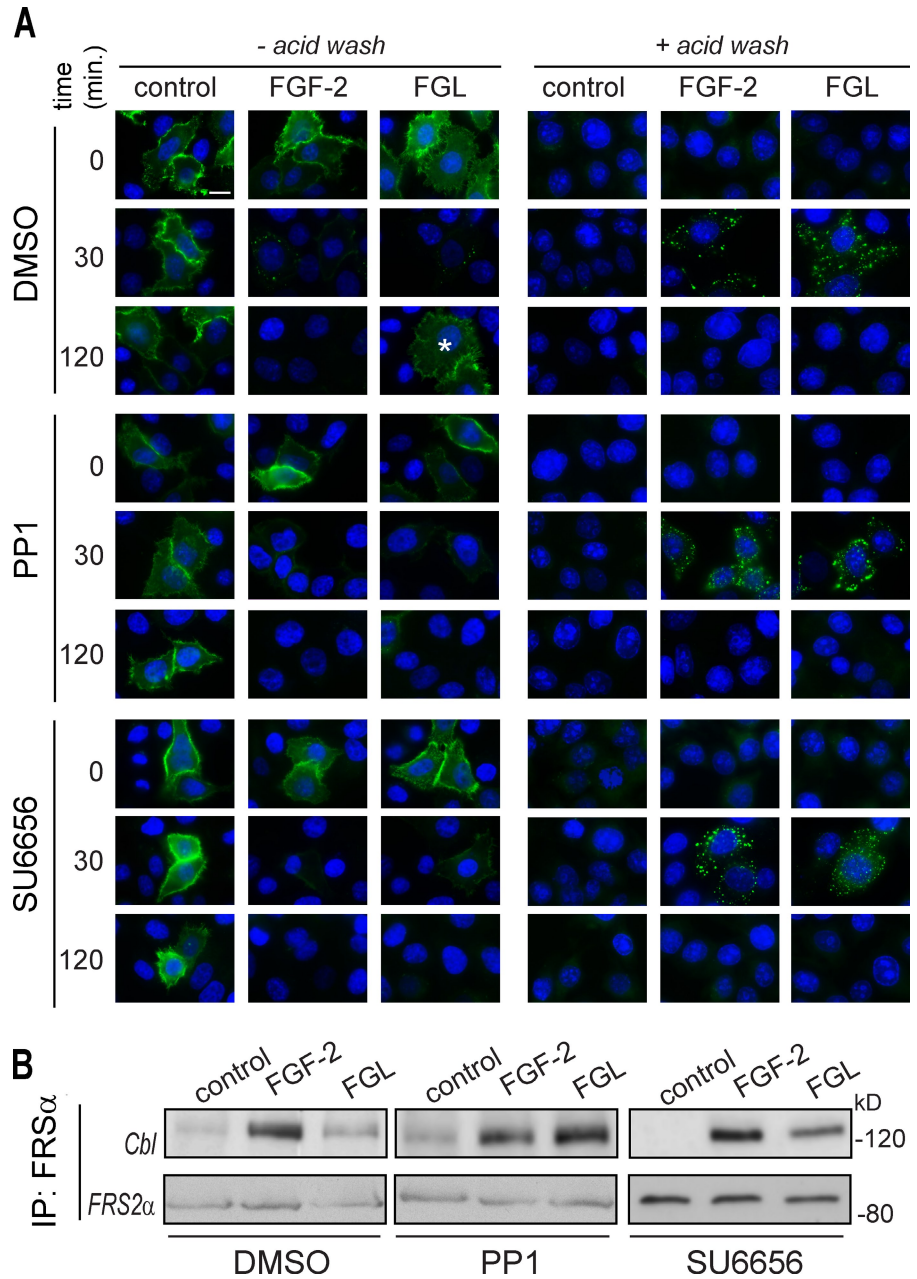 A
- acid wash
+ acid wash
time (min.)
control FGF-2 FGL control FGF-2 FGL
DMSO
0
30
*
120
PP1
0
30
120
SU6656
0
30
120
B
control FGF-2 FGL control FGF-2 FGL control FGF-2 FGL
kD
IP: FRSα
Cbl
-120
FRS2α
-80
DMSO PP1 SU6656